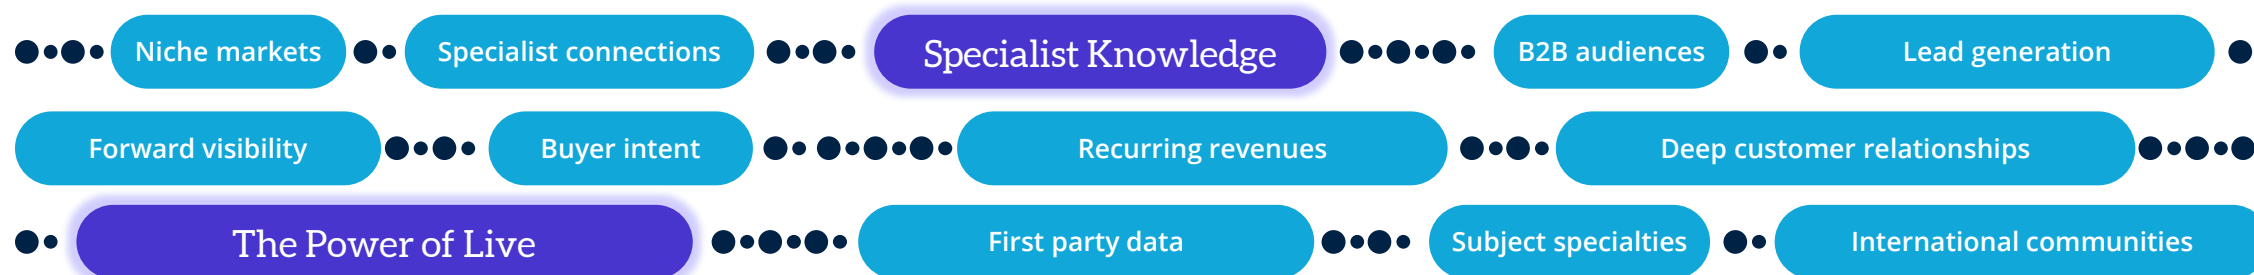 Niche markets Specialist connections Specialist Knowledge B2B audiences Lead generation
Forward visibility Buyer intent Recurring revenues Deep customer relationships
The Power of Live First party data Subject specialties International communities